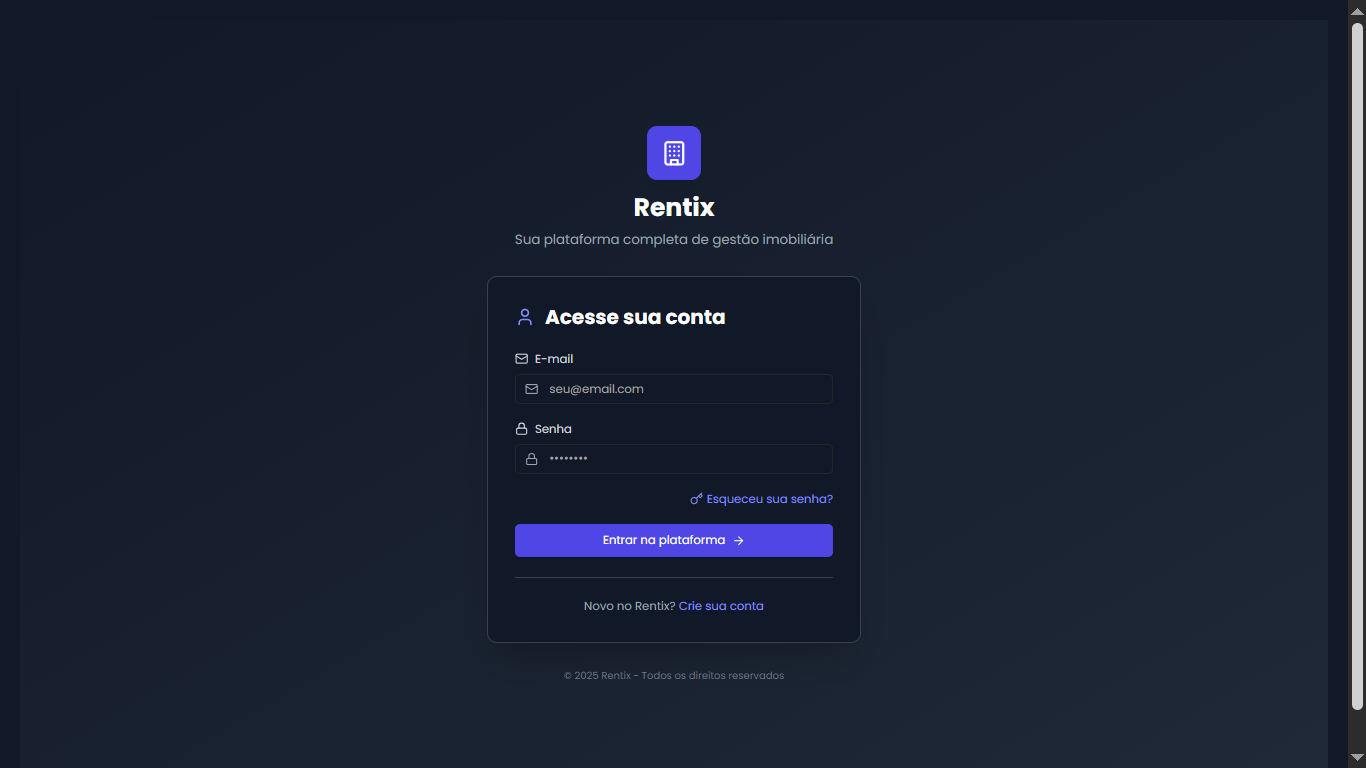 Rentix
Sua plataforma completa de gestão imobiliária
Acesse sua conta
E-mail
seu@email.com
Senha
••••••••
Esqueceu sua senha?
Entrar na plataforma →
Novo no Rentix? Crie sua conta
© 2025 Rentix - Todos os direitos reservados